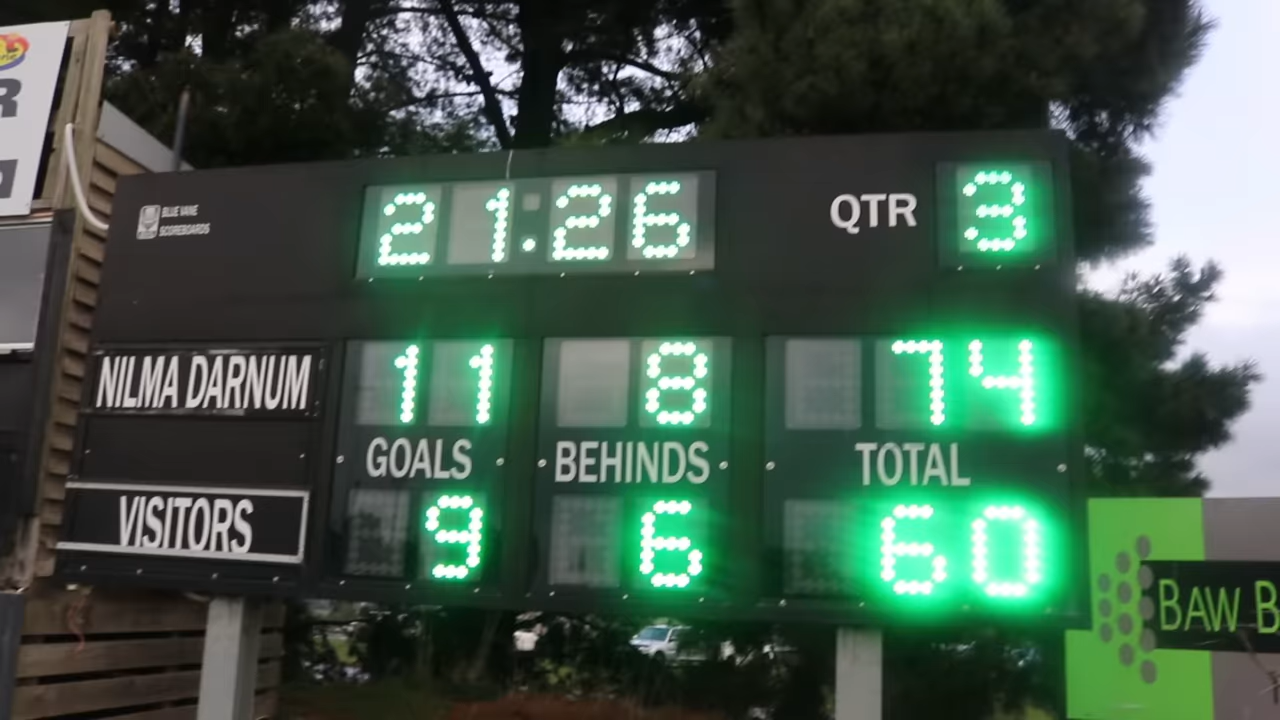 R
BLUE VANE
SCOREBOARDS
21:26
QTR 3
NILMA DARNUM 11 8 74
GOALS BEHINDS TOTAL
VISITORS 9 6 60
BAW B